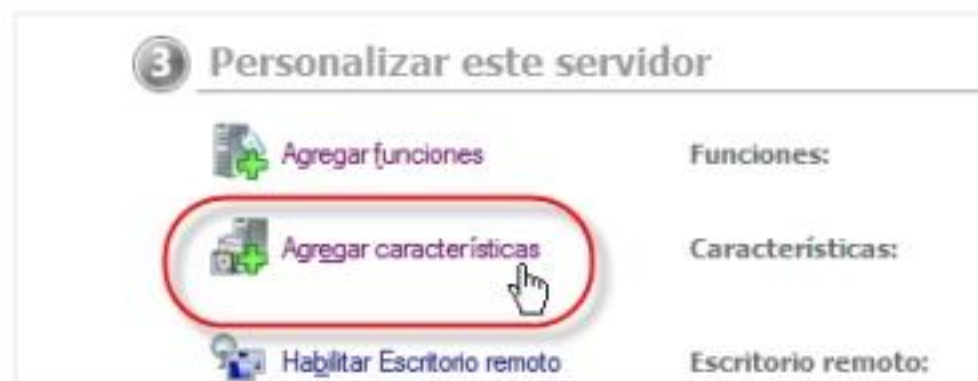 3 Personalizar este servidor
Agregar funciones Funciones:
Agregar características Características:
Habilitar Escritorio remoto Escritorio remoto: